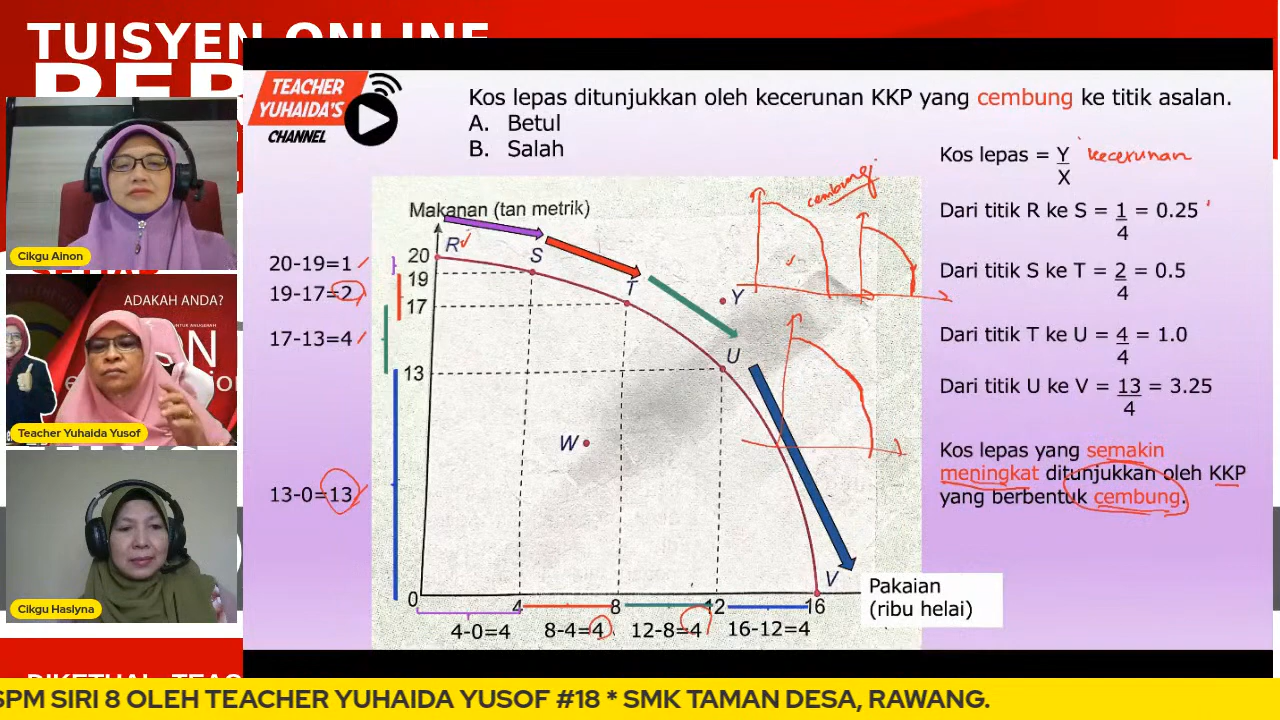 TUISYEN ONLINE
TEACHER
YUHAIDA'S
CHANNEL
Kos lepas ditunjukkan oleh kecerunan KKP yang cembung ke titik asalan.
A. Betul
B. Salah
Kos lepas = Y/X kecerunan
Dari titik R ke S = 1/4 = 0.25
Dari titik S ke T = 2/4 = 0.5
Dari titik T ke U = 4/4 = 1.0
Dari titik U ke V = 13/4 = 3.25
Kos lepas yang semakin
meningkat ditunjukkan oleh KKP
yang berbentuk cembung.
cembung
Makanan (tan metrik)
20
19
17
13
0
4
8
12
16
R
S
T
U
V
W
Y
20-19=1
19-17=2
17-13=4
13-0=13
4-0=4
8-4=4
12-8=4
16-12=4
Pakaian
(ribu helai)
Cikgu Ainon
ADAKAH ANDA?
Teacher Yuhaida Yusof
Cikgu Haslyna
SPM SIRI 8 OLEH TEACHER YUHAIDA YUSOF #18 * SMK TAMAN DESA, RAWANG.